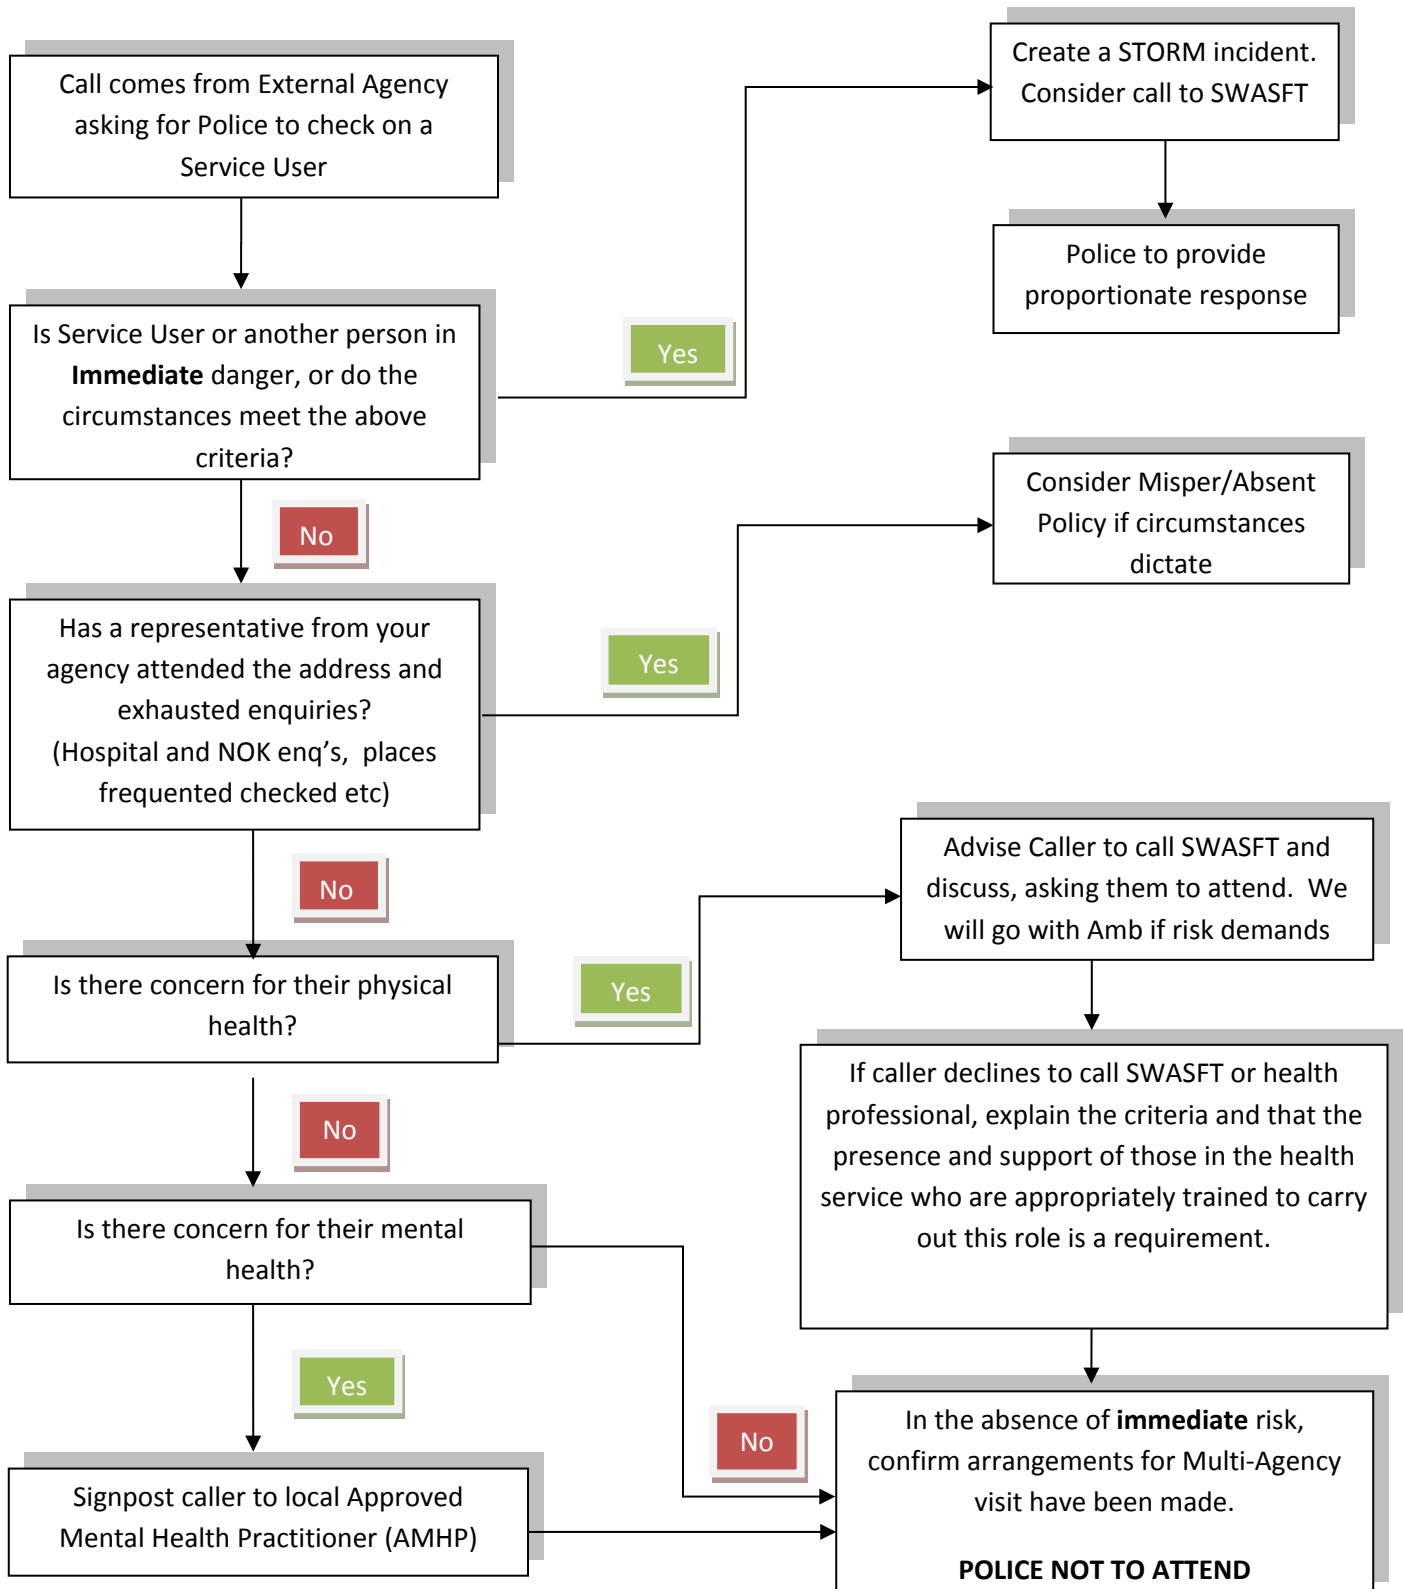 Call comes from External Agency
asking for Police to check on a
Service User
Create a STORM incident.
Consider call to SWASFT
Police to provide
proportionate response
Is Service User or another person in
Immediate danger, or do the
circumstances meet the above
criteria?
Yes
No
Consider Misper/Absent
Policy if circumstances
dictate
Has a representative from your
agency attended the address and
exhausted enquiries?
(Hospital and NOK enq's, places
frequented checked etc)
Yes
No
Advise Caller to call SWASFT and
discuss, asking them to attend. We
will go with Amb if risk demands
Is there concern for their physical
health?
Yes
No
If caller declines to call SWASFT or health
professional, explain the criteria and that the
presence and support of those in the health
service who are appropriately trained to carry
out this role is a requirement.
Is there concern for their mental
health?
Yes
No
In the absence of immediate risk,
confirm arrangements for Multi-Agency
visit have been made.
POLICE NOT TO ATTEND
Signpost caller to local Approved
Mental Health Practitioner (AMHP)